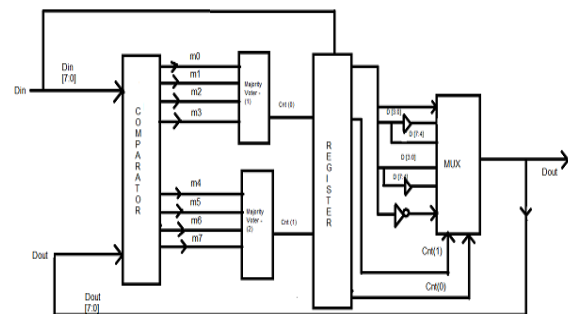 Din
[7:0]
Din
COMPARATOR
m0
m1
m2
m3
Majority
Voter -
(1)
Cnt (0)
m4
m5
m6
m7
Majority
Voter -
(2)
Cnt (1)
REGISTER
D [3:0]
D [7:4]
D [3:0]
MUX
Dout
Cnt(1)
Cnt(0)
Dout
Dout
[7:0]